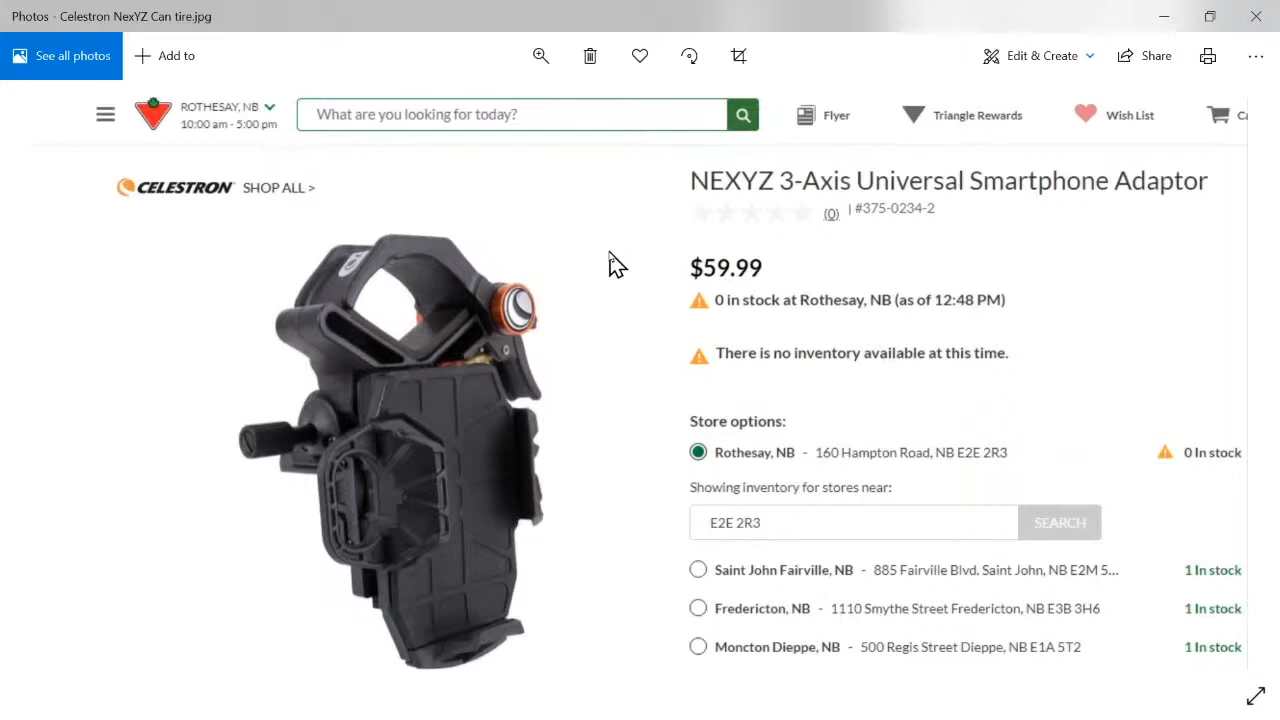 Photos - Celestron NexYZ Can tire.jpg
See all photos
Add to
Edit & Create
Share
ROTHESAY, NB
10:00 am - 5:00 pm
What are you looking for today?
Flyer
Triangle Rewards
Wish List
CELESTRON SHOP ALL >
NEXYZ 3-Axis Universal Smartphone Adaptor
(0) | #375-0234-2
$59.99
0 in stock at Rothesay, NB (as of 12:48 PM)
There is no inventory available at this time.
Store options:
Rothesay, NB - 160 Hampton Road, NB E2E 2R3 0 In stock
Showing inventory for stores near:
E2E 2R3 SEARCH
Saint John Fairville, NB - 885 Fairville Blvd. Saint John, NB E2M 5... 1 In stock
Fredericton, NB - 1110 Smythe Street Fredericton, NB E3B 3H6 1 In stock
Moncton Dieppe, NB - 500 Regis Street Dieppe, NB E1A 5T2 1 In stock